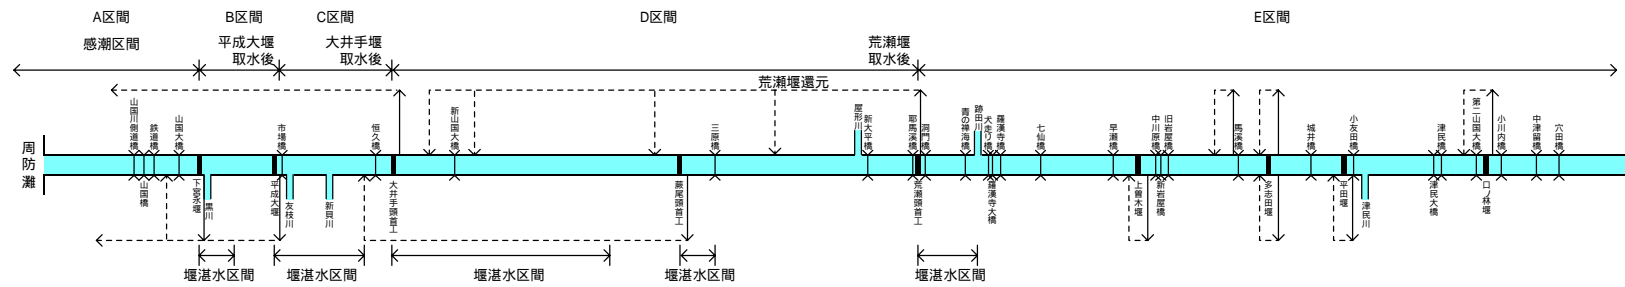 A区間
B区間
C区間
D区間
E区間
感潮区間
平成大堰
取水後
大井手堰
取水後
荒瀬堰
取水後
荒瀬堰還元
山国川側道橋
鉄道橋
山国大橋
市場橋
恒久橋
新山国大橋
三原橋
屋形川
新大平橋
耶馬溪橋
洞門橋
青の禅海橋
跡田川
犬走り橋
羅漢寺橋
七仙橋
早瀬橋
中川原橋
旧岩屋橋
馬溪橋
城井橋
小友田橋
津民橋
第二山国大橋
小川内橋
中津留橋
穴田橋
周防灘
山国橋
下宮永堰
黒川
平成大堰
友枝川
新貝川
大井手頭首工
蕨尾頭首工
荒瀬頭首工
羅漢寺大橋
上曽木堰
新岩屋橋
多志田堰
平田堰
津民川
津民大橋
口ノ林堰
堰湛水区間
堰湛水区間
堰湛水区間
堰湛水区間
堰湛水区間